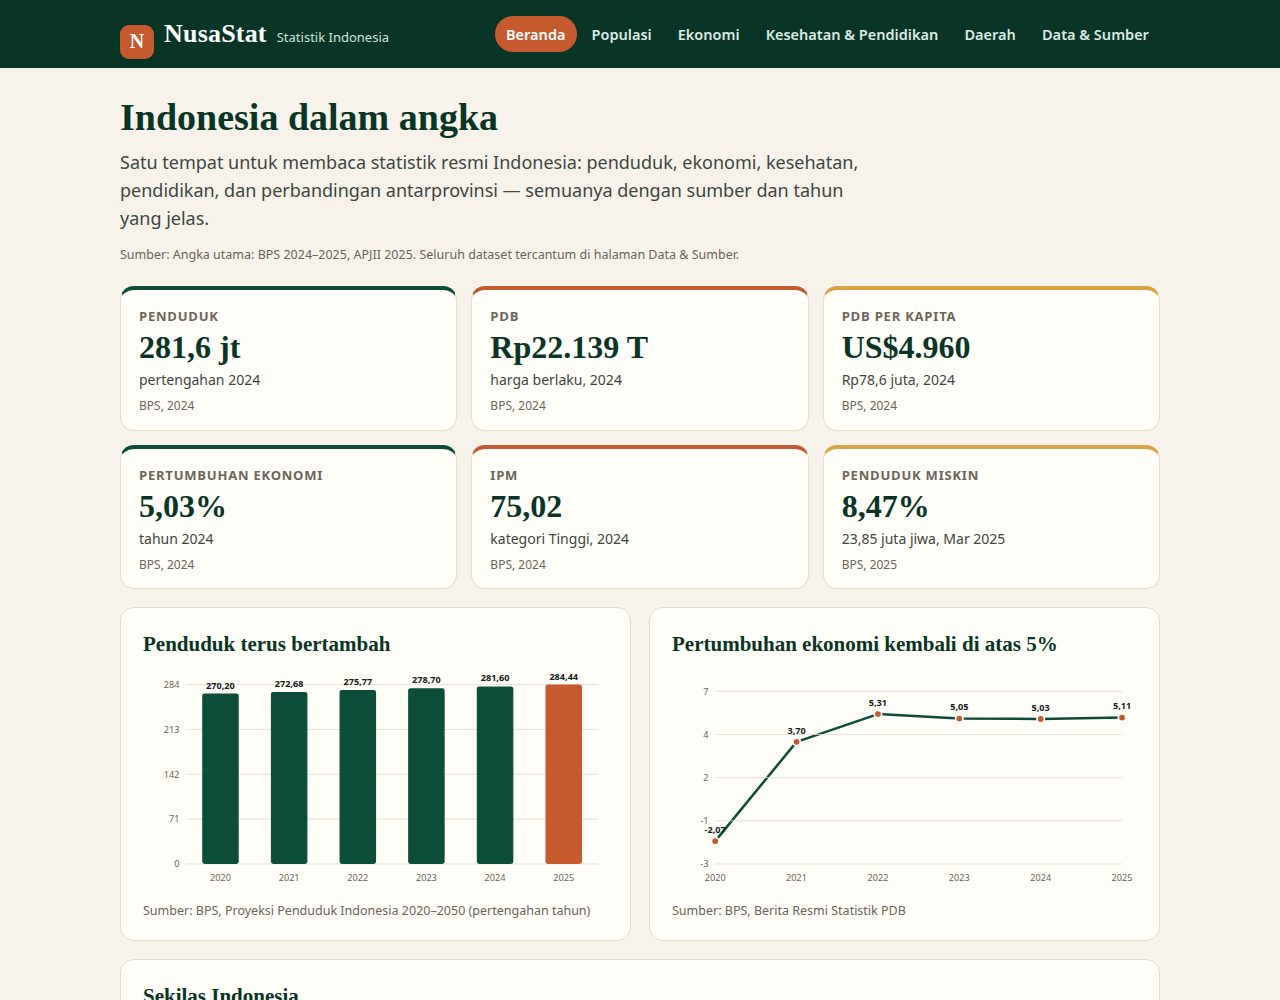 N NusaStat Statistik Indonesia
Beranda Populasi Ekonomi Kesehatan & Pendidikan Daerah Data & Sumber
Indonesia dalam angka
Satu tempat untuk membaca statistik resmi Indonesia: penduduk, ekonomi, kesehatan,
pendidikan, dan perbandingan antarprovinsi — semuanya dengan sumber dan tahun
yang jelas.
Sumber: Angka utama: BPS 2024–2025, APJII 2025. Seluruh dataset tercantum di halaman Data & Sumber.
PENDUDUK
281,6 jt
pertengahan 2024
BPS, 2024
PDB
Rp22.139 T
harga berlaku, 2024
BPS, 2024
PDB PER KAPITA
US$4.960
Rp78,6 juta, 2024
BPS, 2024
PERTUMBUHAN EKONOMI
5,03%
tahun 2024
BPS, 2024
IPM
75,02
kategori Tinggi, 2024
BPS, 2024
PENDUDUK MISKIN
8,47%
23,85 juta jiwa, Mar 2025
BPS, 2025
Penduduk terus bertambah
284
213
142
71
0
270,20 272,68 275,77 278,70 281,60 284,44
2020 2021 2022 2023 2024 2025
Sumber: BPS, Proyeksi Penduduk Indonesia 2020–2050 (pertengahan tahun)
Pertumbuhan ekonomi kembali di atas 5%
7
4
2
-1
-3
-2,07 3,70 5,31 5,05 5,03 5,11
2020 2021 2022 2023 2024 2025
Sumber: BPS, Berita Resmi Statistik PDB
Sekilas Indonesia